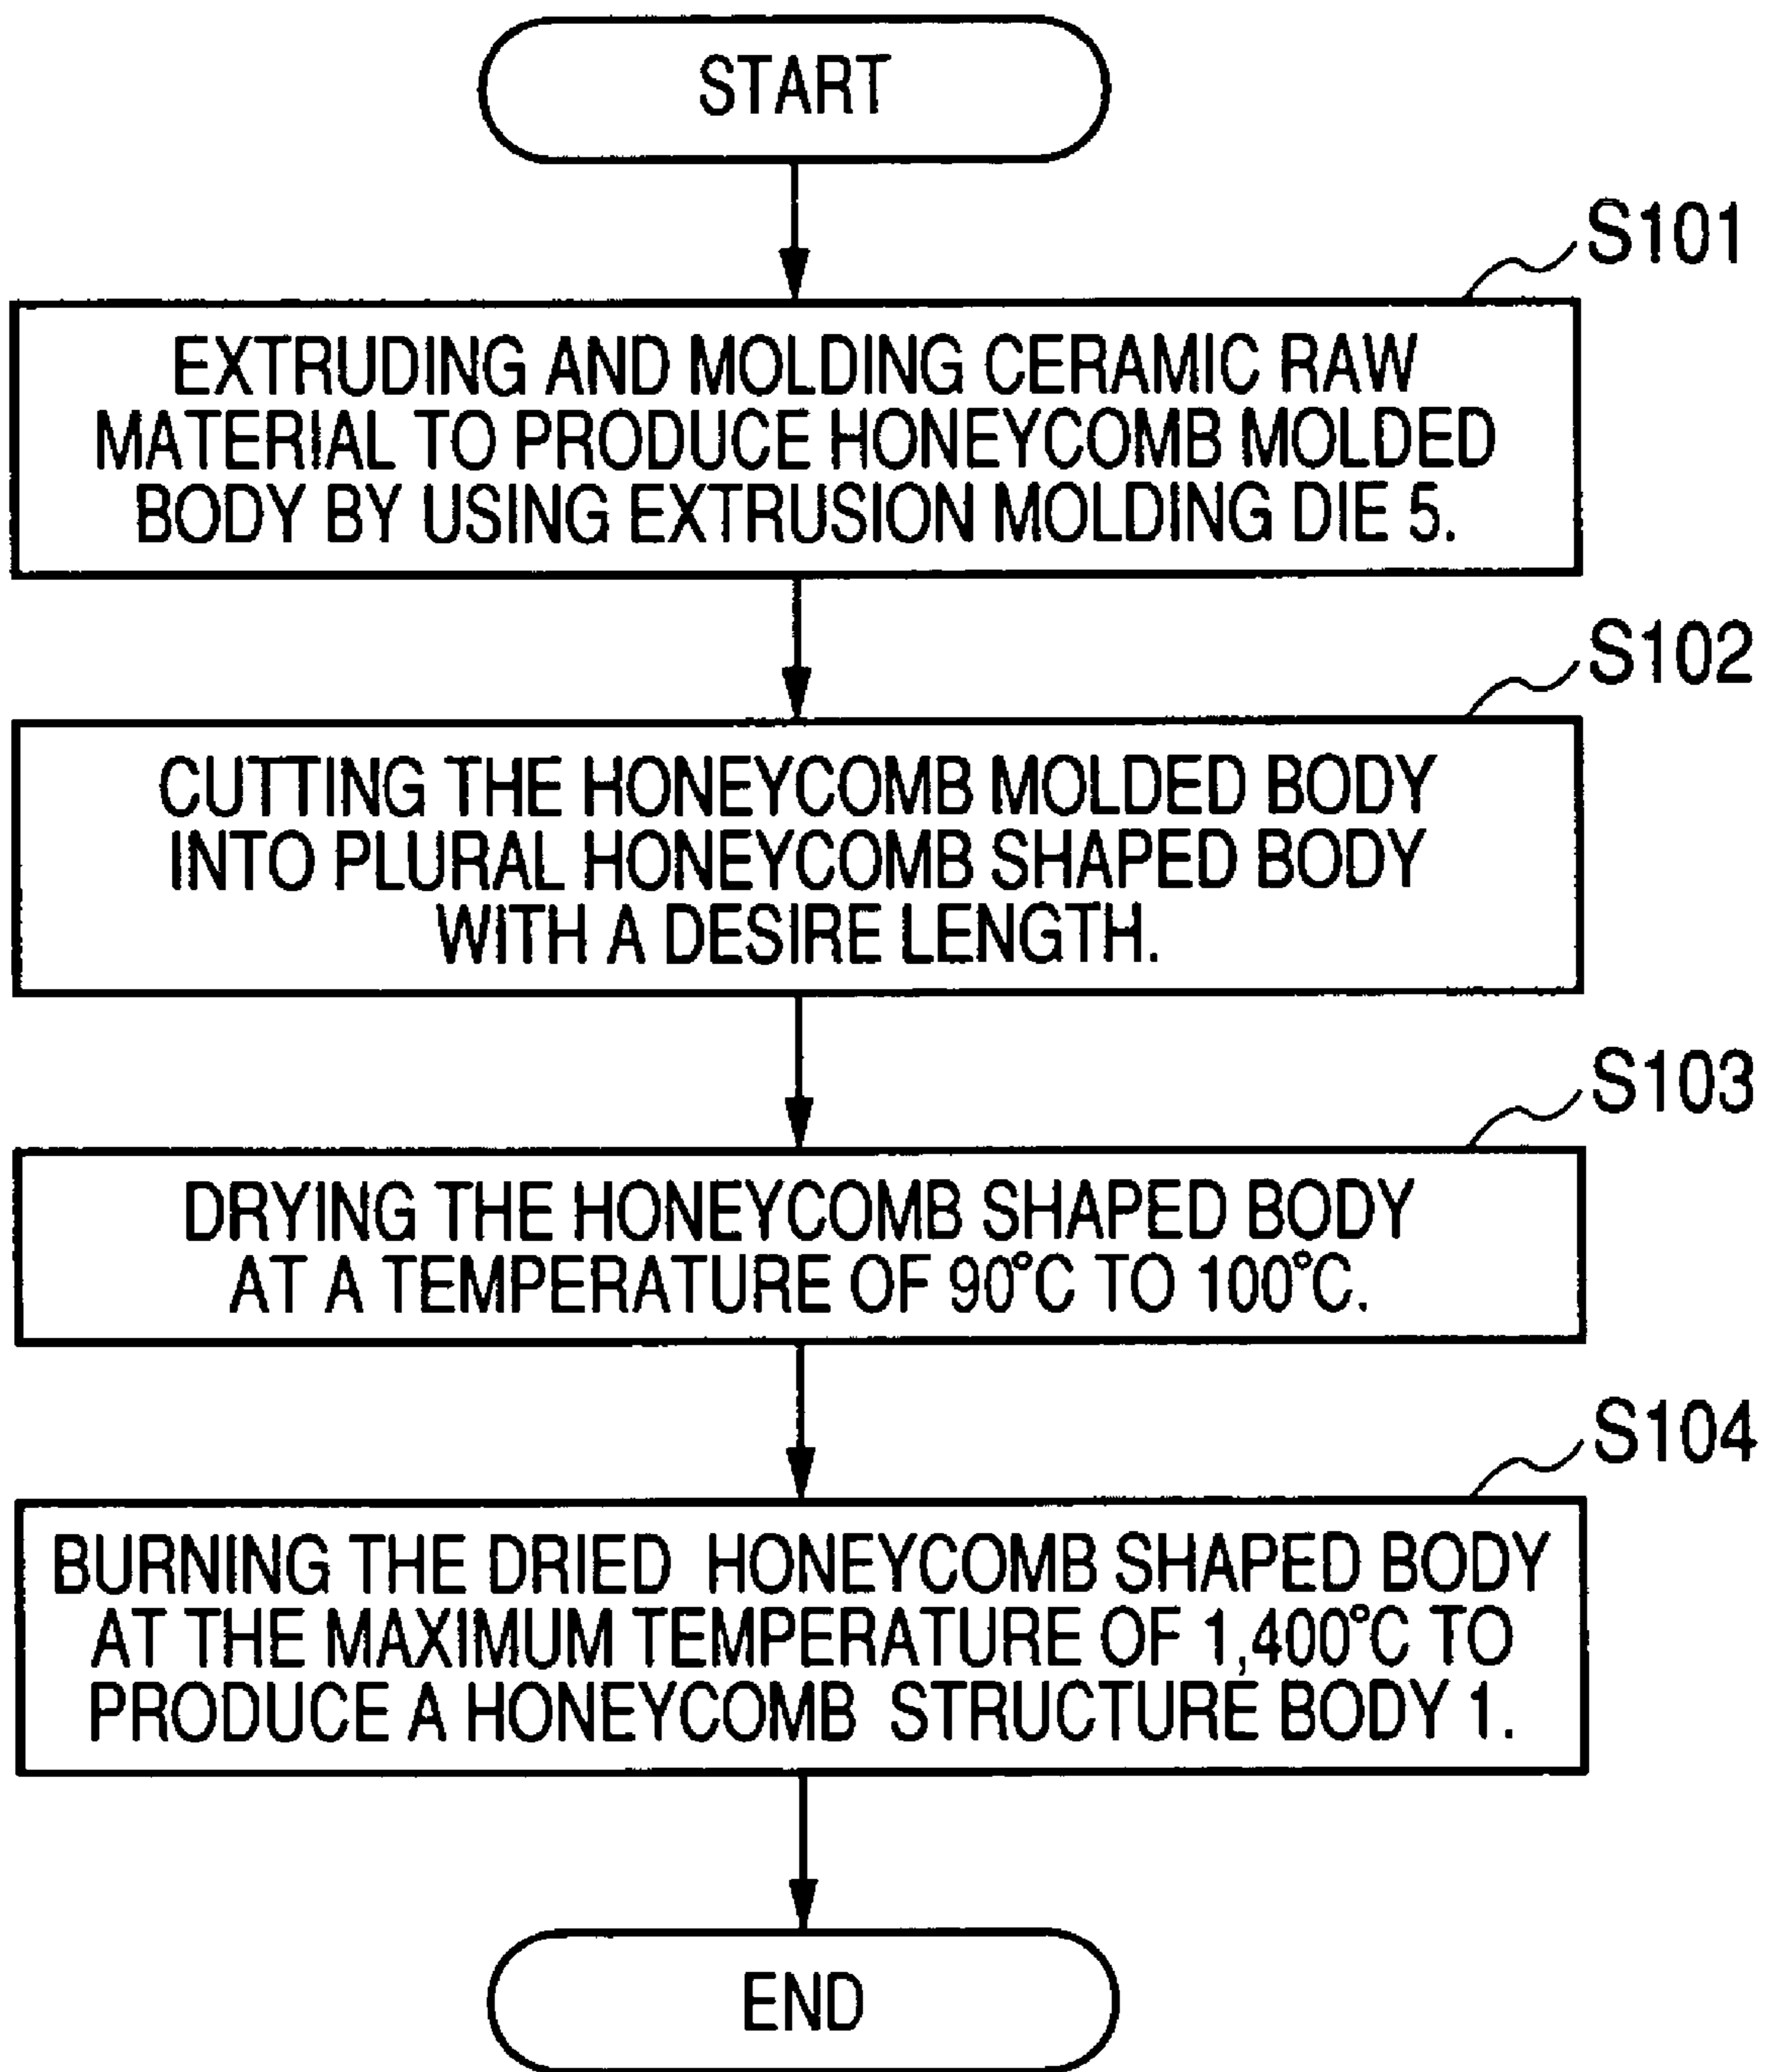 START
S101
EXTRUDING AND MOLDING CERAMIC RAW
MATERIAL TO PRODUCE HONEYCOMB MOLDED
BODY BY USING EXTRUSION MOLDING DIE 5.
S102
CUTTING THE HONEYCOMB MOLDED BODY
INTO PLURAL HONEYCOMB SHAPED BODY
WITH A DESIRE LENGTH.
S103
DRYING THE HONEYCOMB SHAPED BODY
AT A TEMPERATURE OF 90°C TO 100°C.
S104
BURNING THE DRIED HONEYCOMB SHAPED BODY
AT THE MAXIMUM TEMPERATURE OF 1,400°C TO
PRODUCE A HONEYCOMB STRUCTURE BODY 1.
END